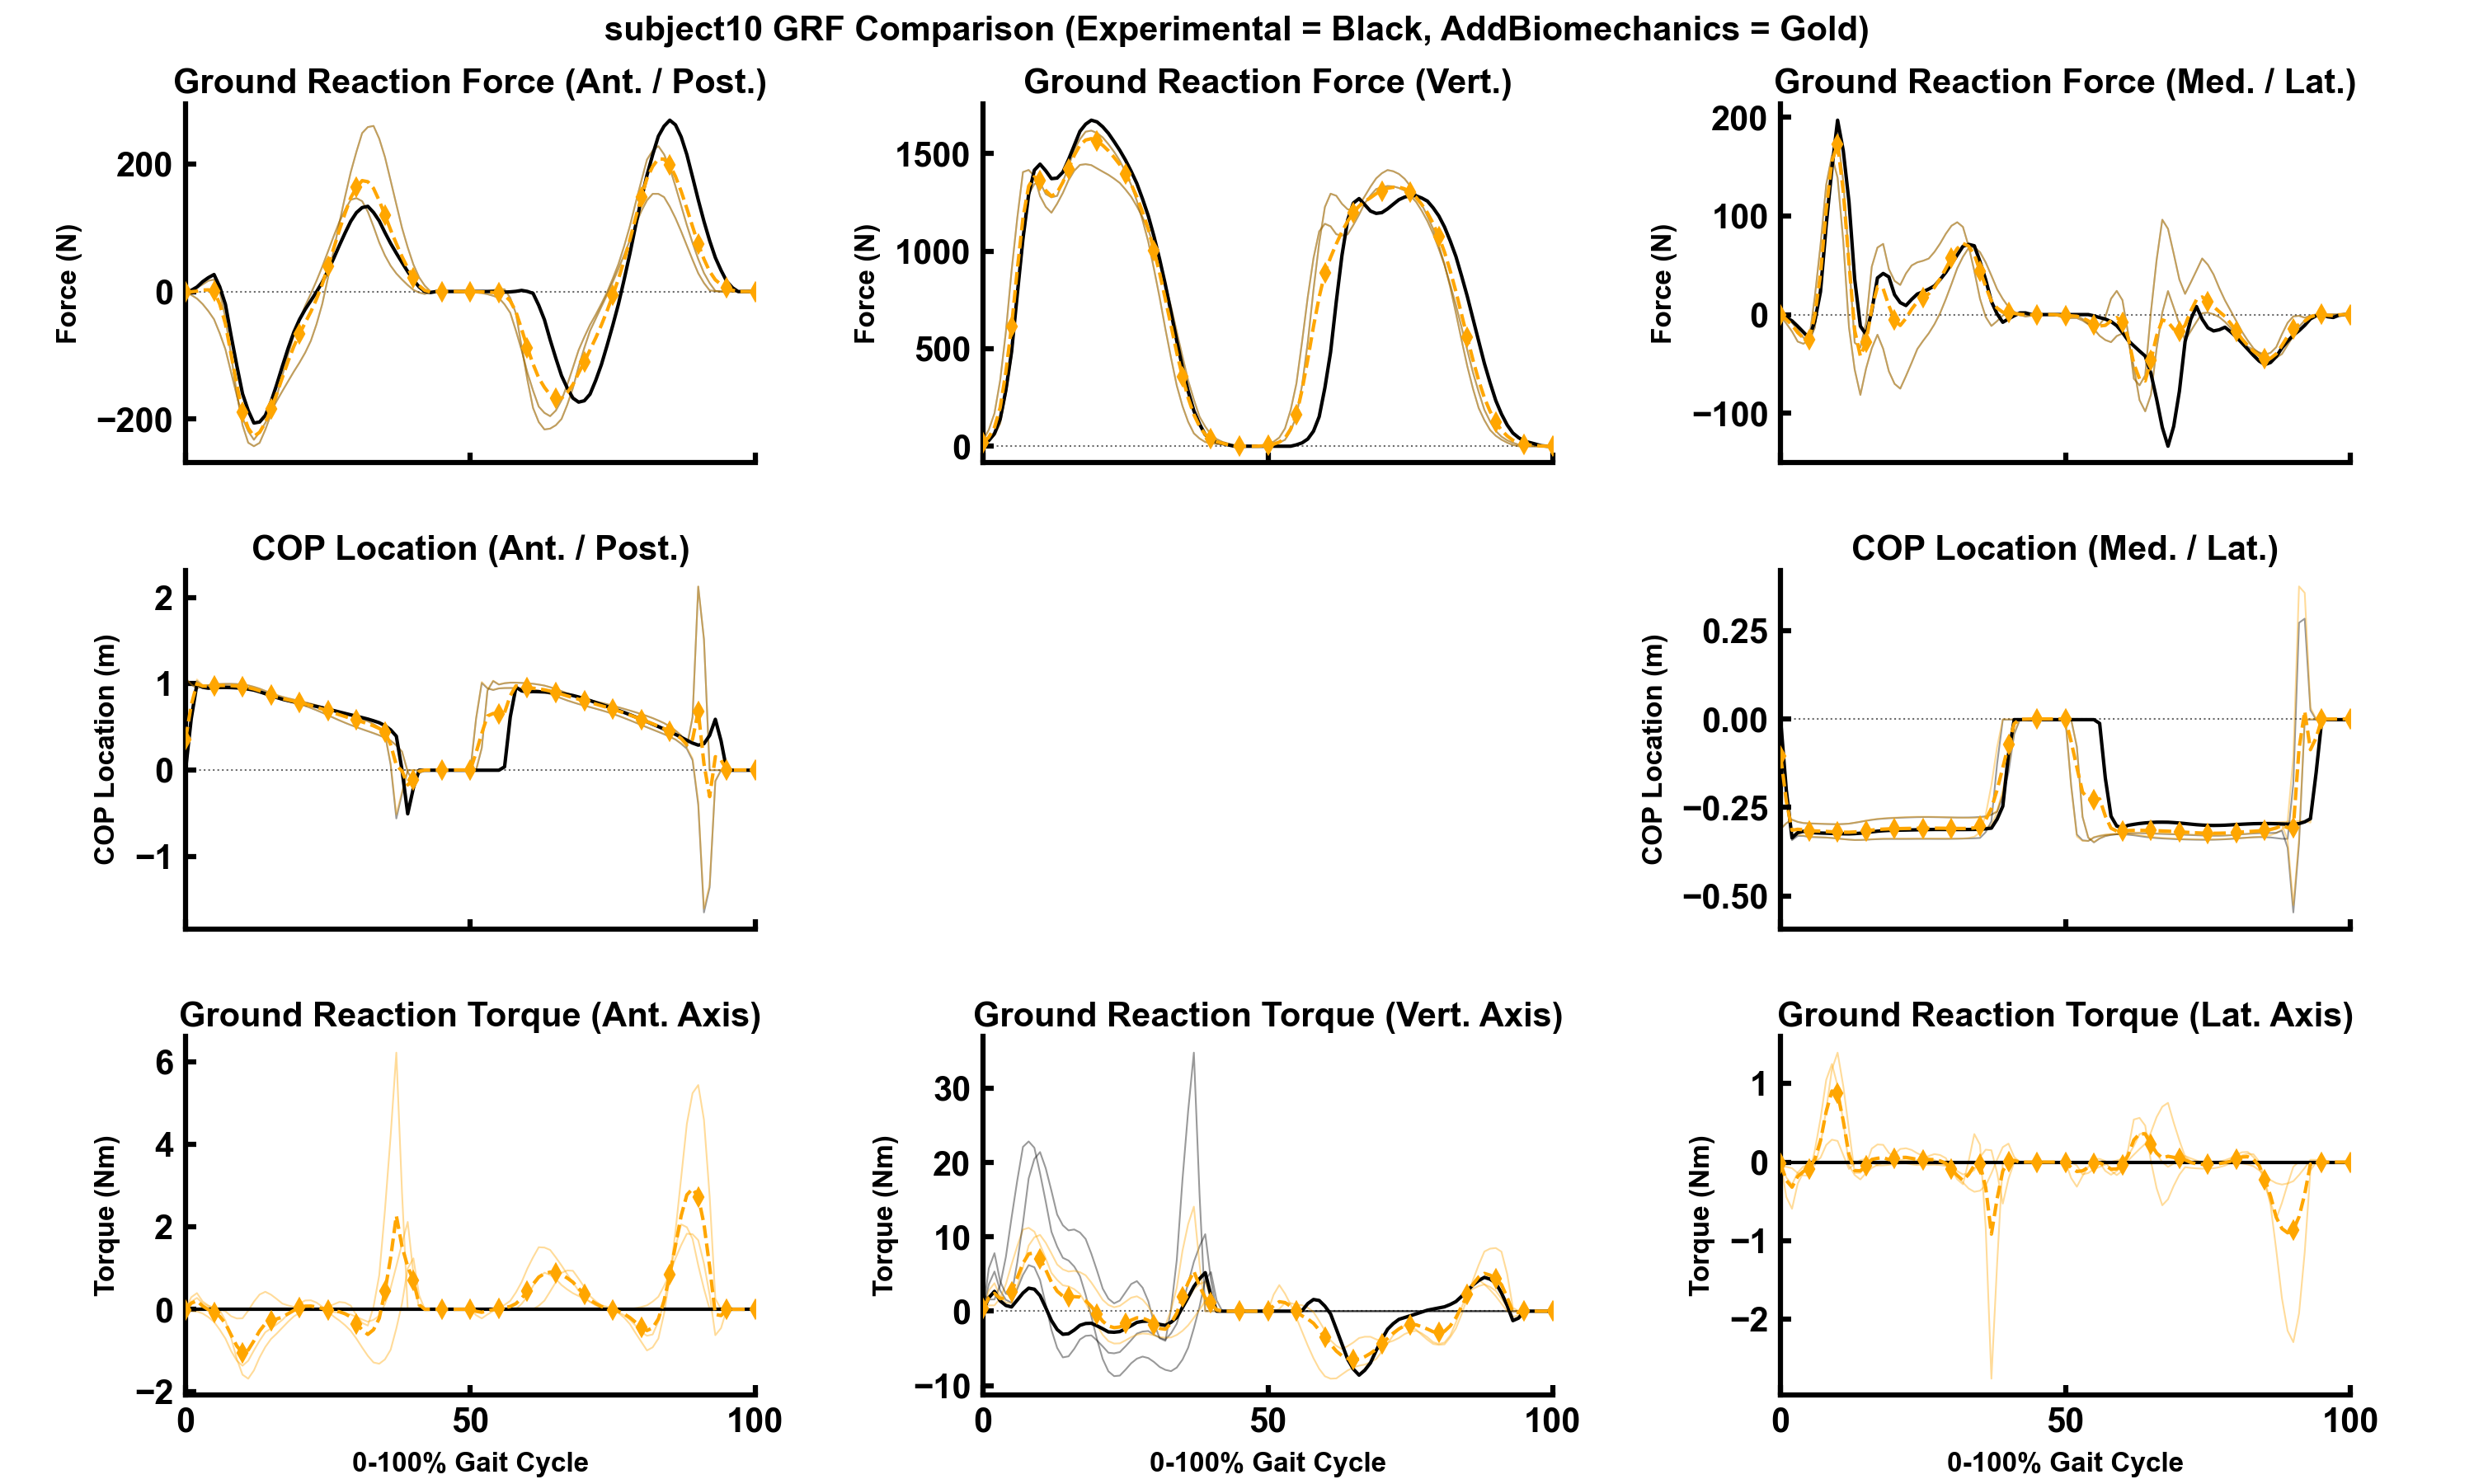 subject10 GRF Comparison (Experimental = Black, AddBiomechanics = Gold)
Ground Reaction Force (Ant. / Post.)
Force (N)
200
0
−200
Ground Reaction Force (Vert.)
Force (N)
1500
1000
500
0
Ground Reaction Force (Med. / Lat.)
Force (N)
200
100
0
−100
COP Location (Ant. / Post.)
COP Location (m)
2
1
0
−1
COP Location (Med. / Lat.)
COP Location (m)
0.25
0.00
−0.25
−0.50
Ground Reaction Torque (Ant. Axis)
Torque (Nm)
6
4
2
0
−2
0 50 100
0-100% Gait Cycle
Ground Reaction Torque (Vert. Axis)
Torque (Nm)
30
20
10
0
−10
0 50 100
0-100% Gait Cycle
Ground Reaction Torque (Lat. Axis)
Torque (Nm)
1
0
−1
−2
0 50 100
0-100% Gait Cycle